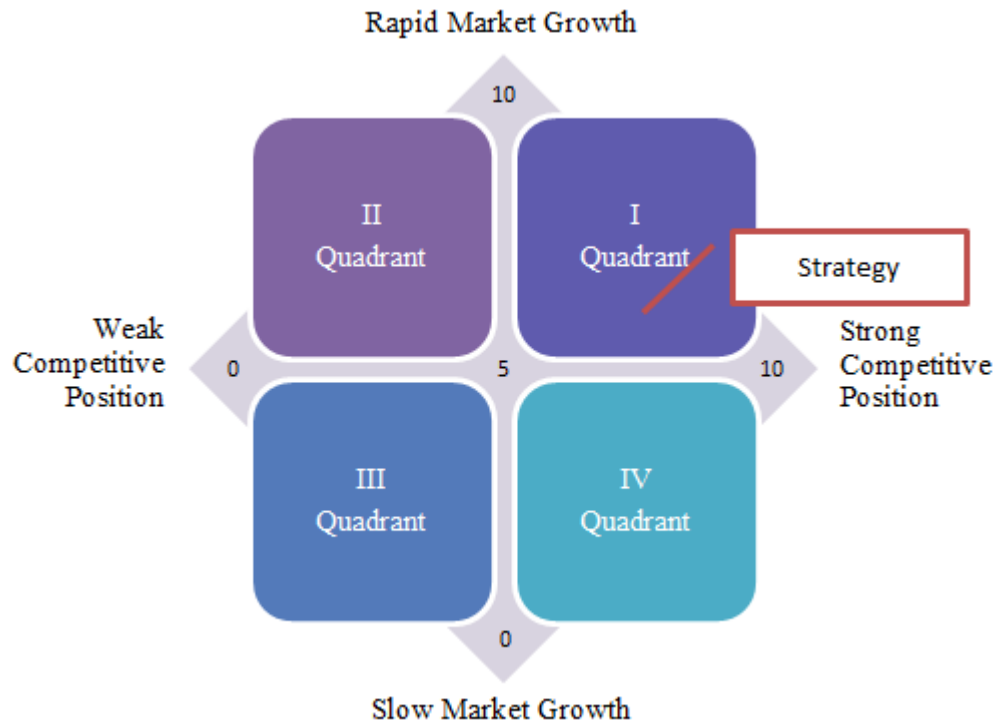 Rapid Market Growth
10
II
Quadrant
I
Quadrant
Strategy
Weak
Competitive
Position
0
5
10
Strong
Competitive
Position
III
Quadrant
IV
Quadrant
0
Slow Market Growth